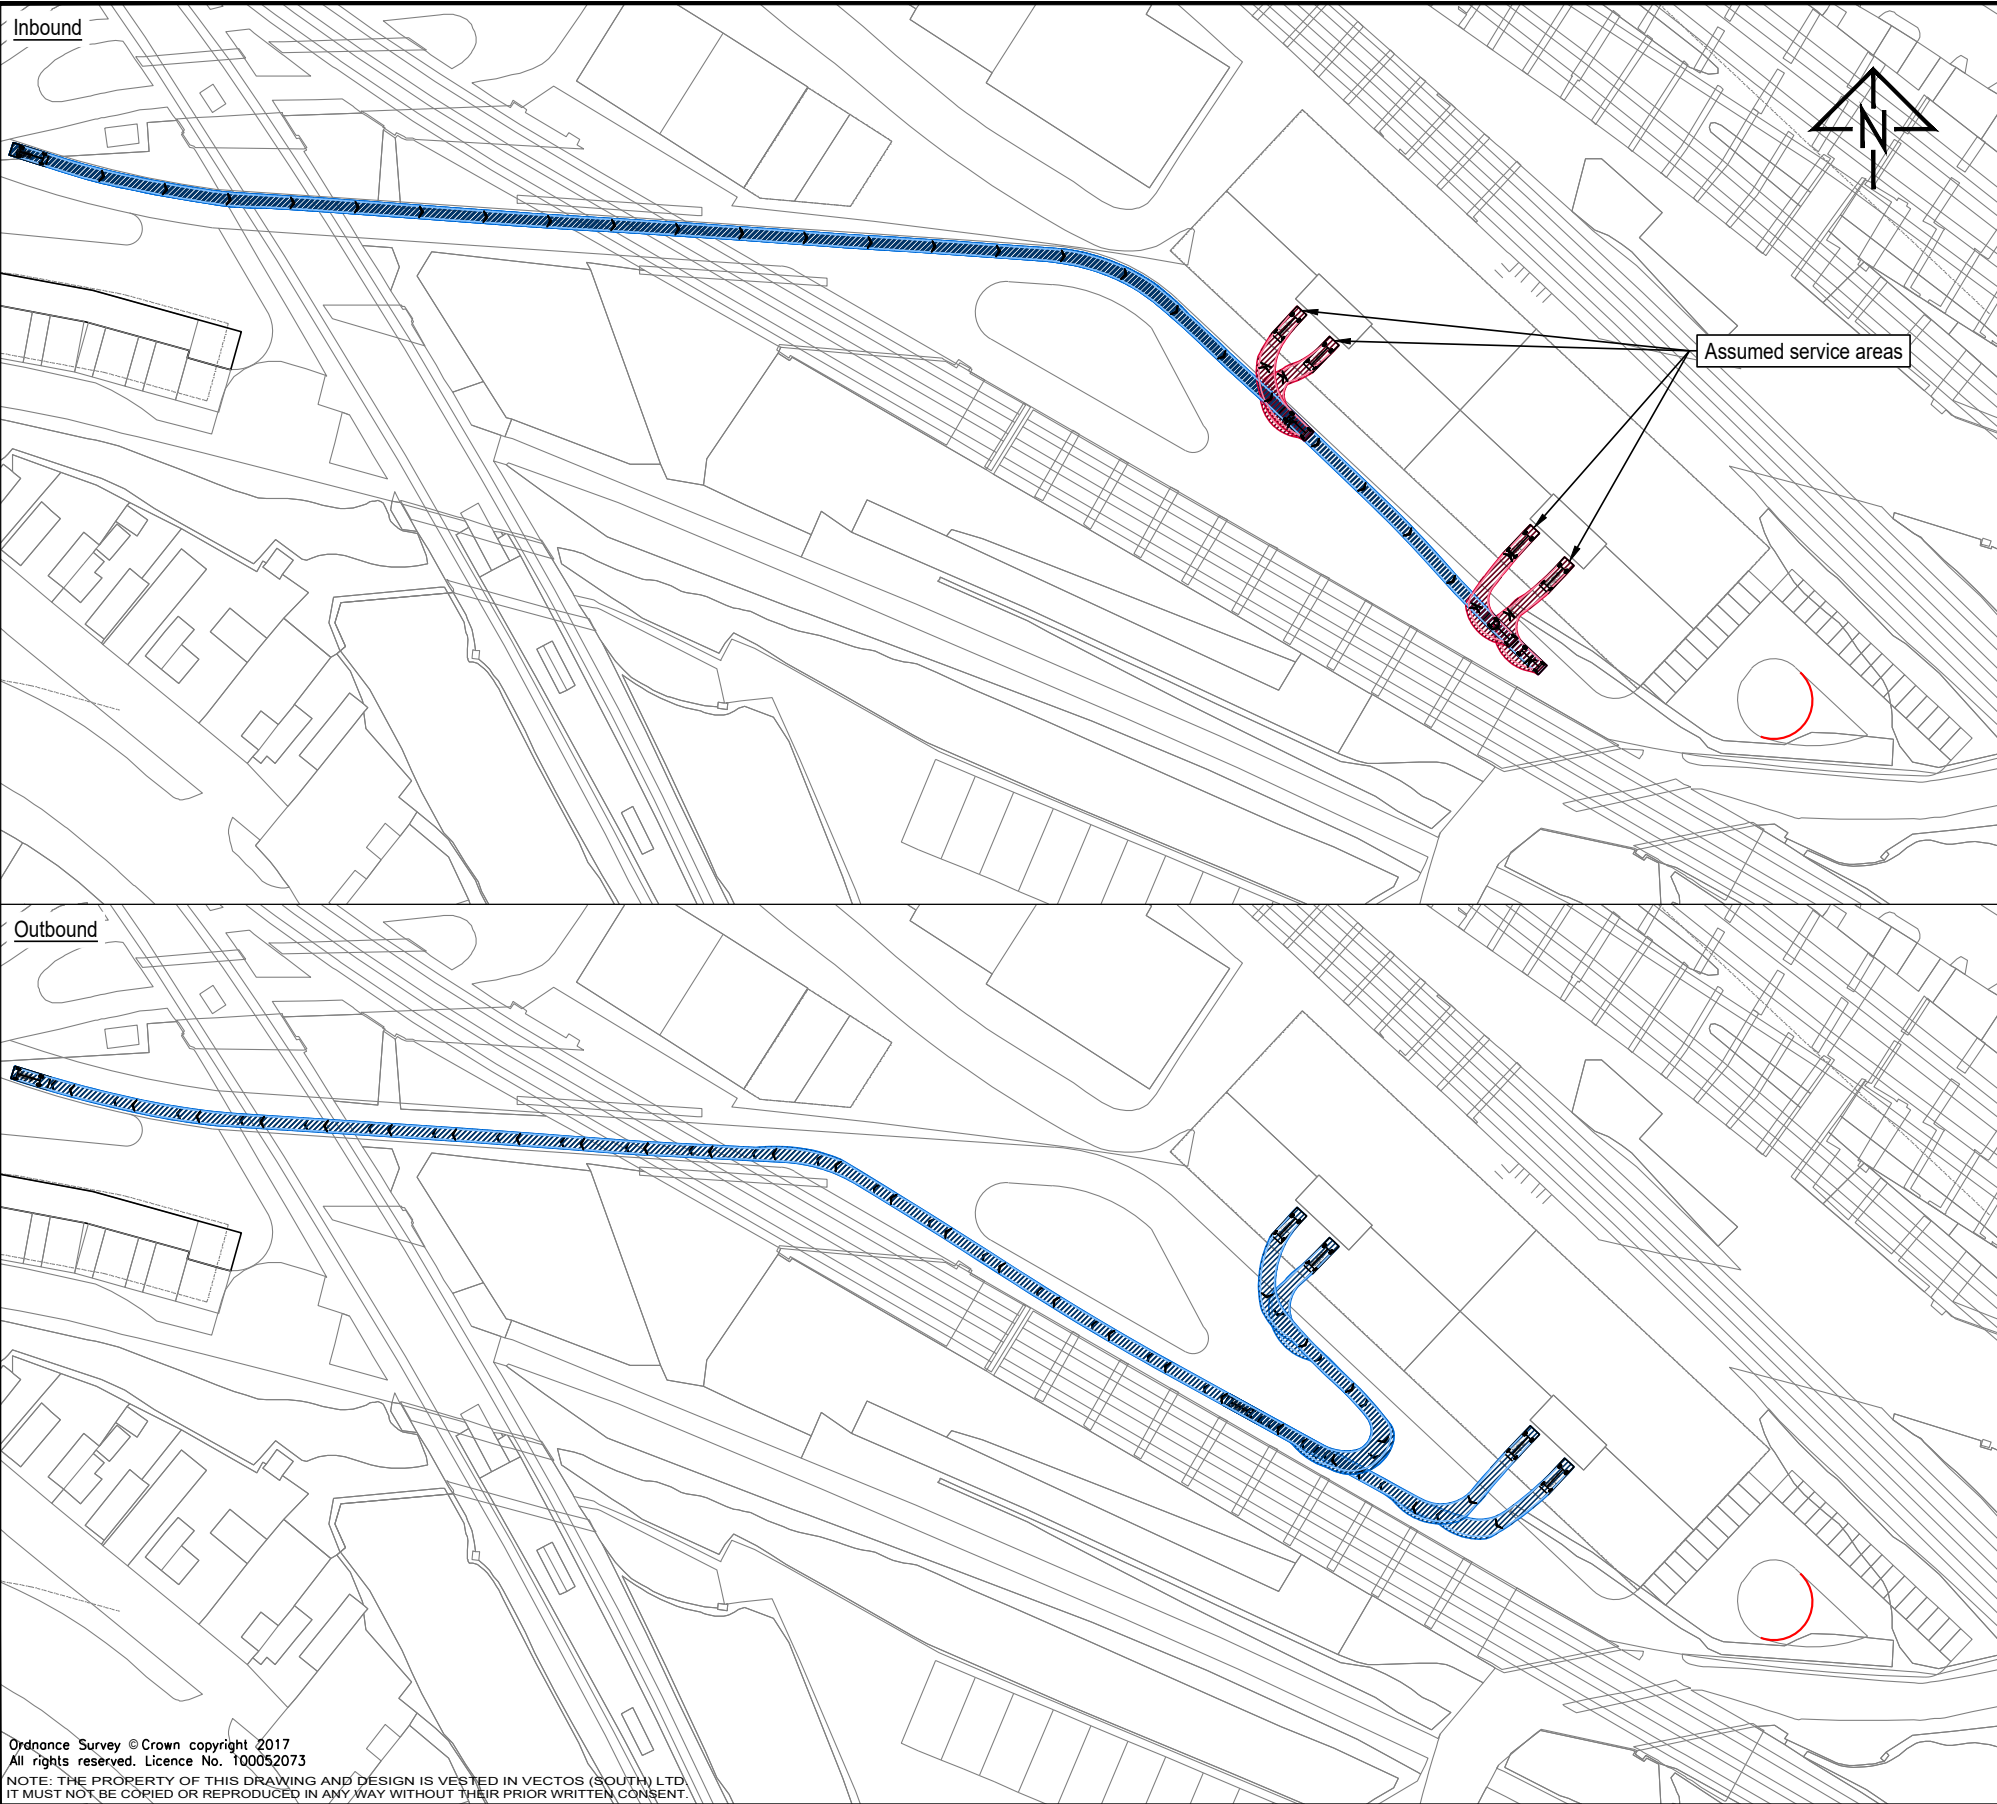 Inbound
N
Assumed service areas
Outbound
Ordnance Survey © Crown copyright 2017
All rights reserved. Licence No. 100052073
NOTE: THE PROPERTY OF THIS DRAWING AND DESIGN IS VESTED IN VECTOS (SOUTH) LTD.
IT MUST NOT BE COPIED OR REPRODUCED IN ANY WAY WITHOUT THEIR PRIOR WRITTEN CONSENT.